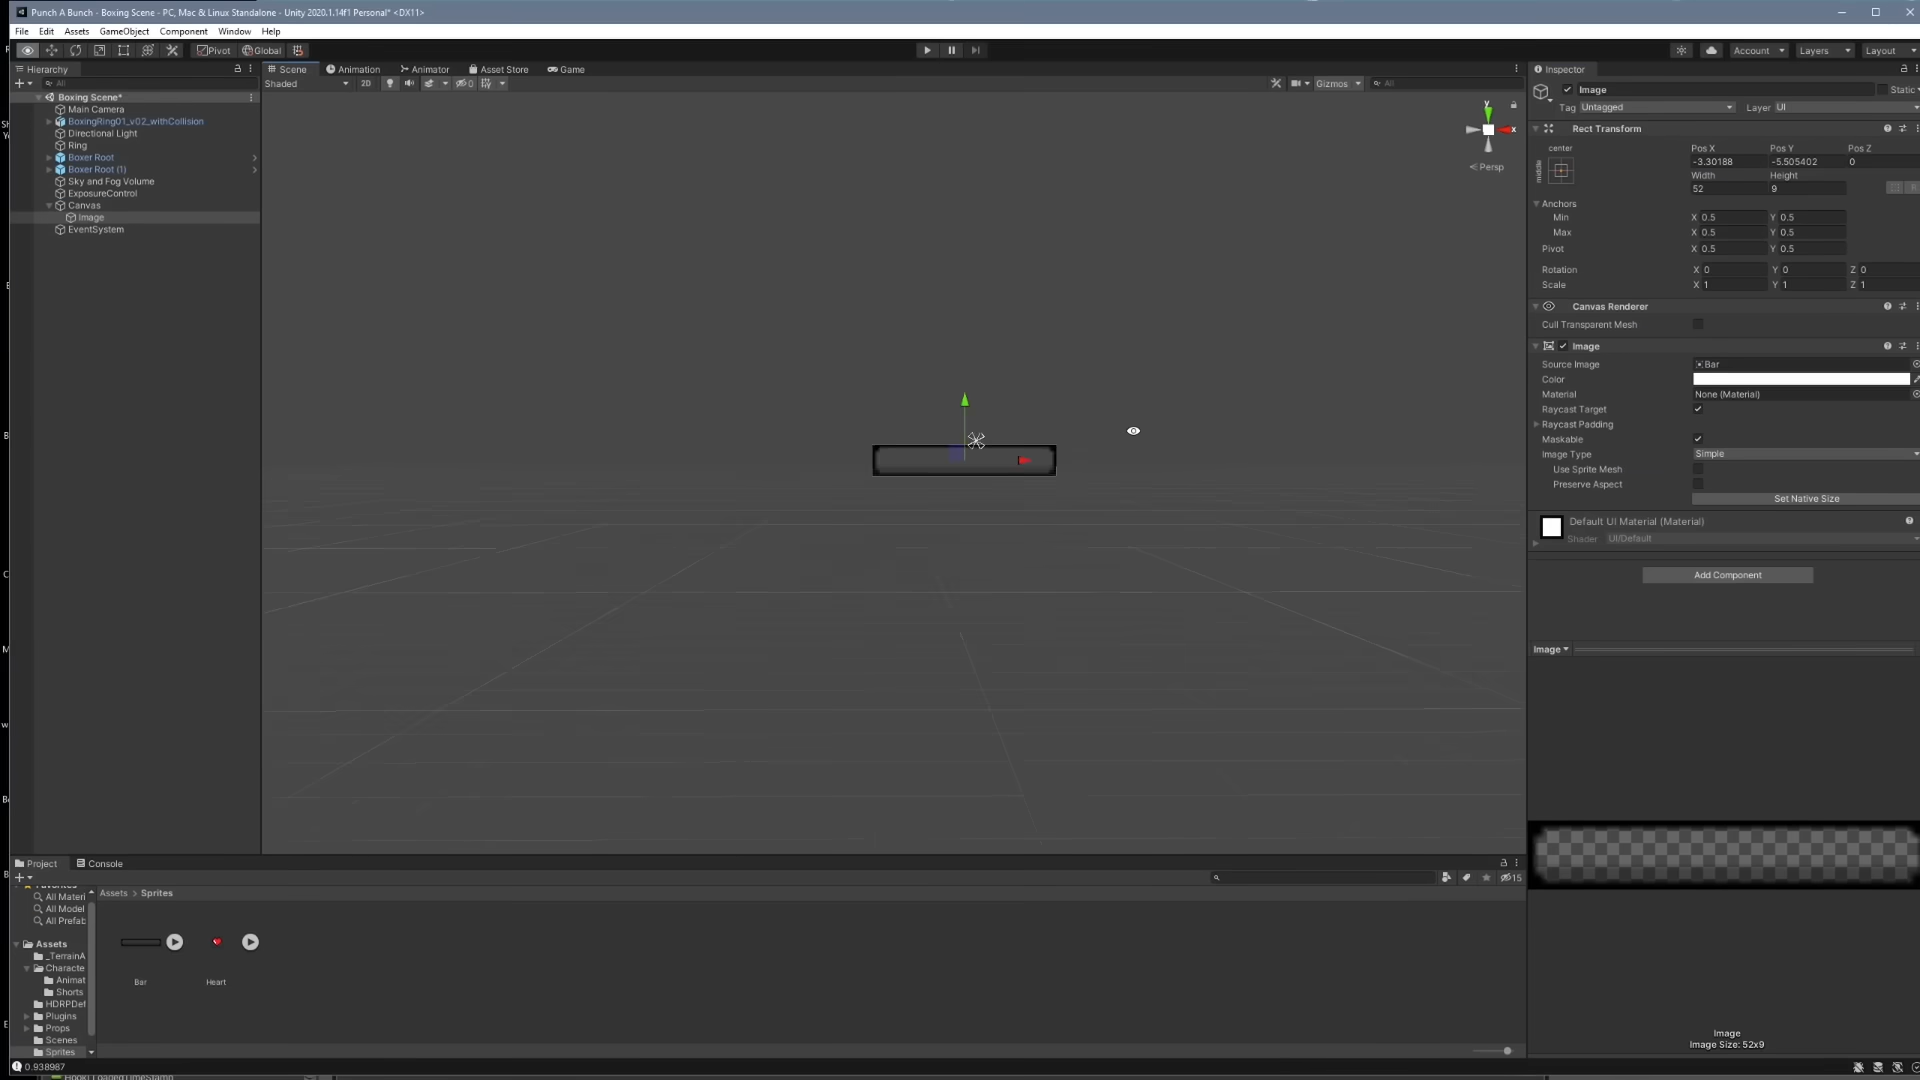 Punch A Bunch - Boxing Scene - PC, Mac & Linux Standalone - Unity 2020.1.14f1 Personal* <DX11>
File Edit Assets GameObject Component Window Help
Pivot Global Account Layers Layout
Hierarchy
All
Boxing Scene*
Main Camera
BoxingRing01_v02_withCollision
Directional Light
Ring
Boxer Root
Boxer Root (1)
Sky and Fog Volume
ExposureControl
Canvas
Image
EventSystem
Scene Animation Animator Asset Store Game
Shaded 2D 0 Gizmos All
y
x
< Persp
Inspector
Image Static
Tag Untagged Layer UI
Rect Transform
center
middle
Pos X Pos Y Pos Z
-3.30188 -5.505402 0
Width Height
52 9
R
Anchors
Min X 0.5 Y 0.5
Max X 0.5 Y 0.5
Pivot X 0.5 Y 0.5
Rotation X 0 Y 0 Z 0
Scale X 1 Y 1 Z 1
Canvas Renderer
Cull Transparent Mesh
Image
Source Image Bar
Color
Material None (Material)
Raycast Target
Raycast Padding
Maskable
Image Type Simple
Use Sprite Mesh
Preserve Aspect
Set Native Size
Default UI Material (Material)
Shader UI/Default
Add Component
Image
Image
Image Size: 52x9
Project Console
15
Favorites
All Materi
All Model
All Prefab
Assets
_TerrainA
Characte
Animat
Shorts
HDRPDef
Plugins
Props
Scenes
Sprites
Assets > Sprites
Bar
Heart
0.938987